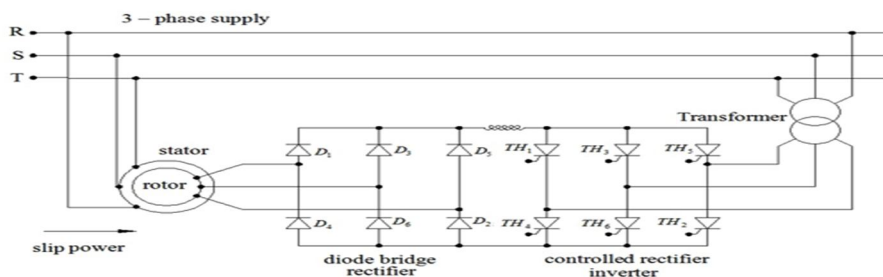 3 – phase supply
R
S
T
Transformer
stator
rotor
D₁
D₃
D₅
TH₁
TH₃
TH₅
D₄
D₆
D₂
TH₄
TH₆
TH₂
slip power
diode bridge
rectifier
controlled rectifier
inverter